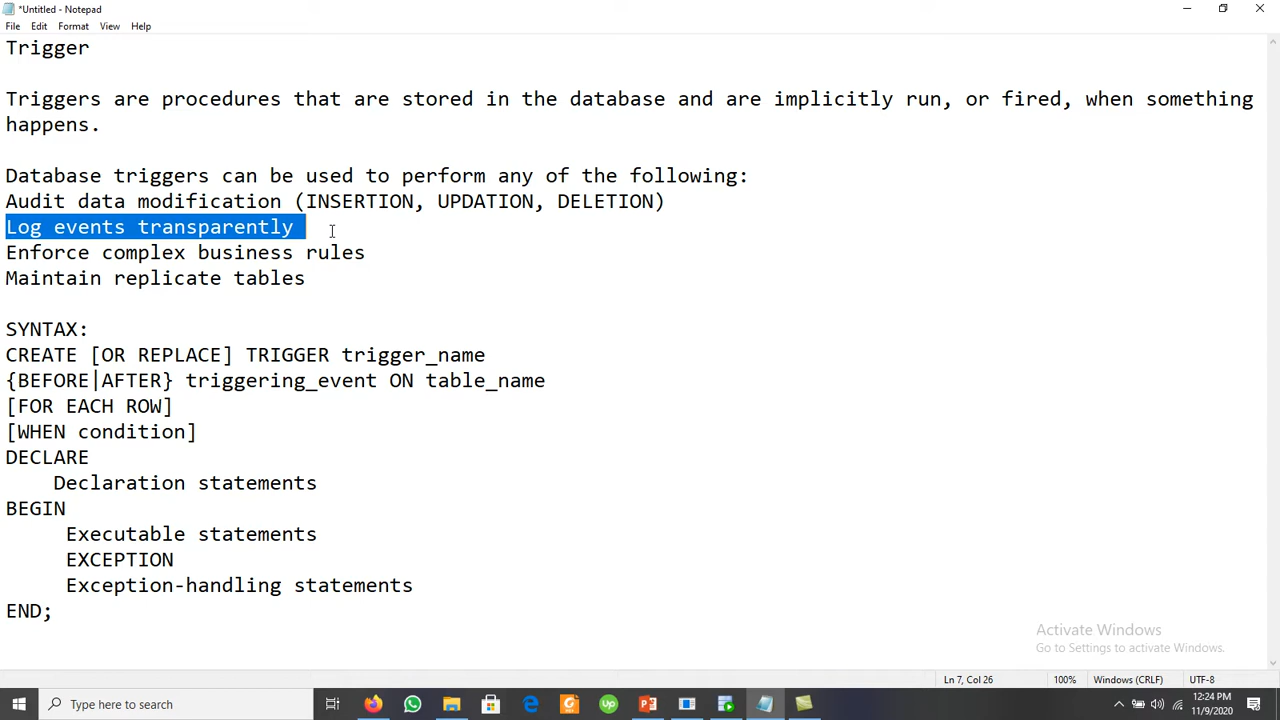 *Untitled - Notepad
File Edit Format View Help
Trigger
Triggers are procedures that are stored in the database and are implicitly run, or fired, when something
happens.
Database triggers can be used to perform any of the following:
Audit data modification (INSERTION, UPDATION, DELETION)
Log events transparently
Enforce complex business rules
Maintain replicate tables
SYNTAX:
CREATE [OR REPLACE] TRIGGER trigger_name
{BEFORE|AFTER} triggering_event ON table_name
[FOR EACH ROW]
[WHEN condition]
DECLARE
Declaration statements
BEGIN
Executable statements
EXCEPTION
Exception-handling statements
END;
Activate Windows
Go to Settings to activate Windows.
Ln 7, Col 26 100% Windows (CRLF) UTF-8
Type here to search
12:24 PM
11/9/2020